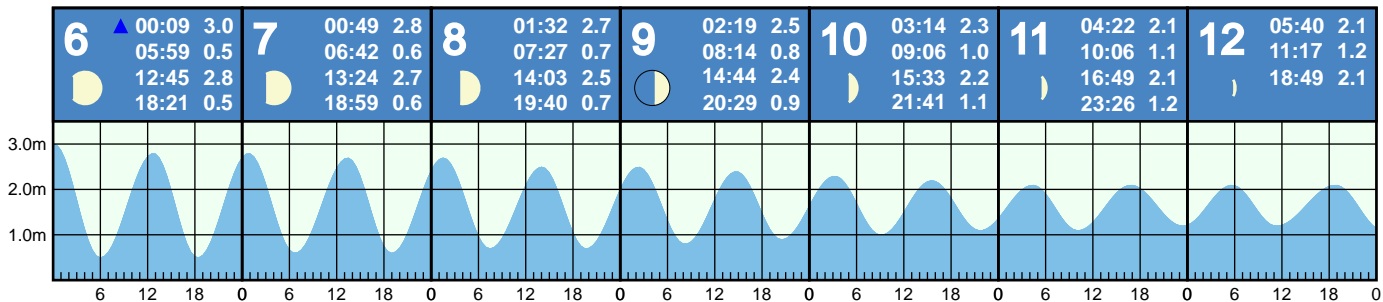 6 00:09 3.0 7 00:49 2.8 8 01:32 2.7 9 02:19 2.5 10 03:14 2.3 11 04:22 2.1 12 05:40 2.1
05:59 0.5 06:42 0.6 07:27 0.7 08:14 0.8 09:06 1.0 10:06 1.1 11:17 1.2
12:45 2.8 13:24 2.7 14:03 2.5 14:44 2.4 15:33 2.2 16:49 2.1 18:49 2.1
18:21 0.5 18:59 0.6 19:40 0.7 20:29 0.9 21:41 1.1 23:26 1.2
3.0m
2.0m
1.0m
6 12 18 0 6 12 18 0 6 12 18 0 6 12 18 0 6 12 18 0 6 12 18 0 6 12 18 0